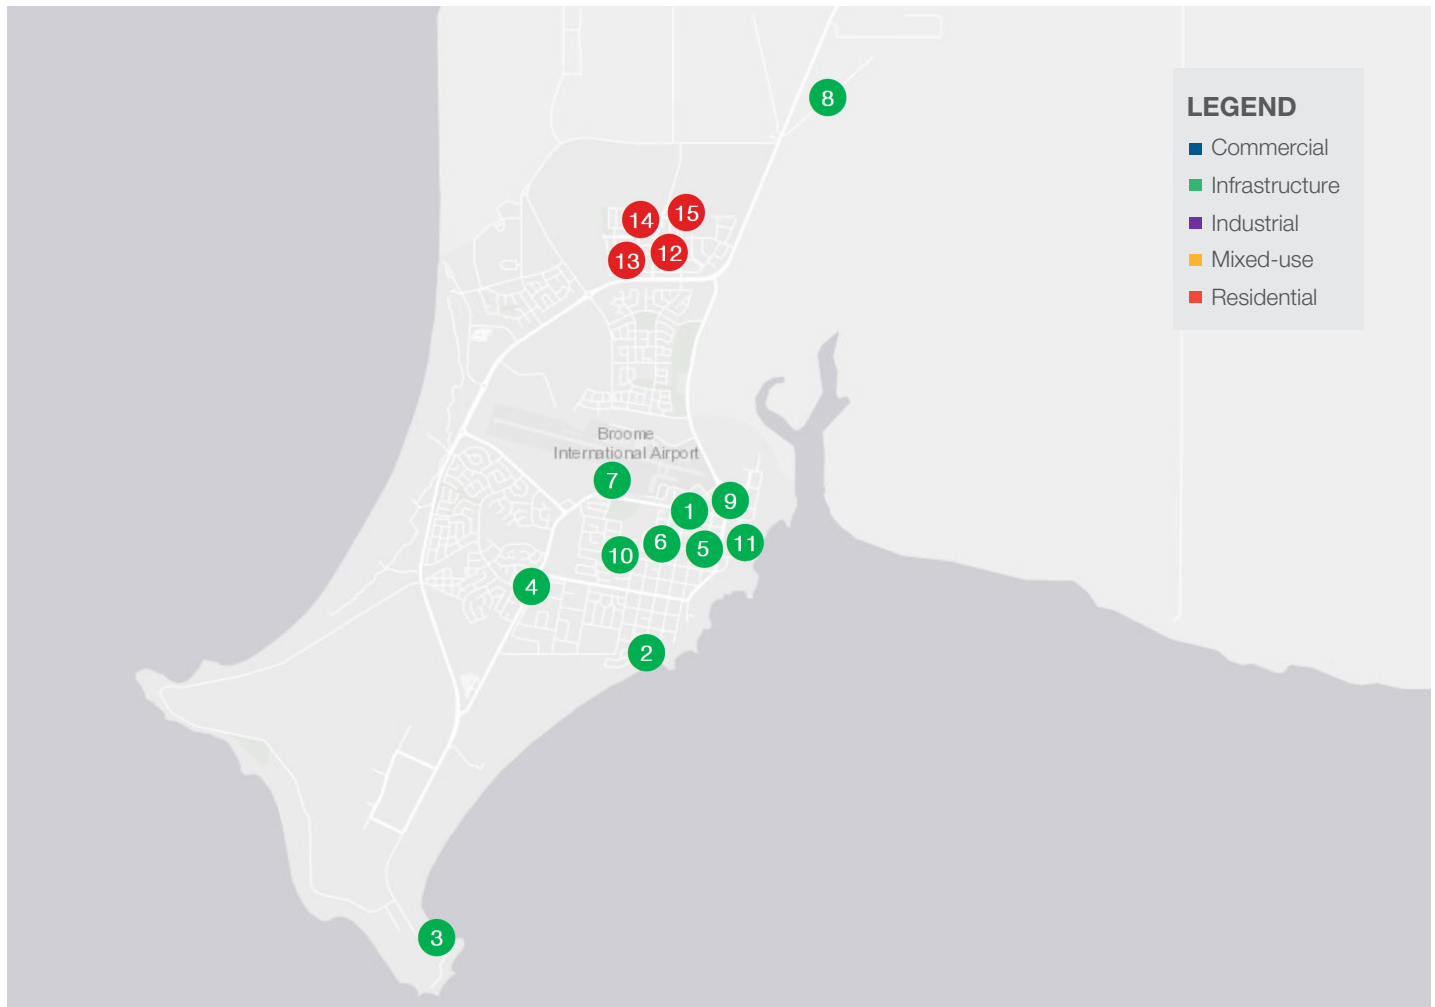 8
LEGEND
Commercial
Infrastructure
Industrial
Mixed-use
Residential
14
15
13
12
Broome
International Airport
7
1
9
6
5
11
10
4
2
3